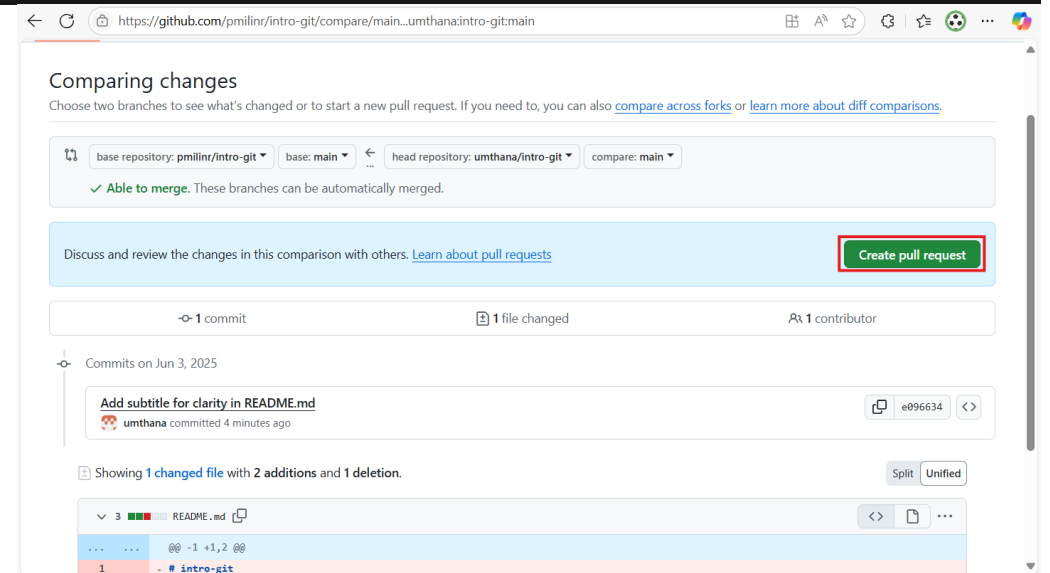 https://github.com/pmilinr/intro-git/compare/main...umthana:intro-git:main
Comparing changes
Choose two branches to see what's changed or to start a new pull request. If you need to, you can also compare across forks or learn more about diff comparisons.
base repository: pmilinr/intro-git base: main ... head repository: umthana/intro-git compare: main
Able to merge. These branches can be automatically merged.
Discuss and review the changes in this comparison with others. Learn about pull requests Create pull request
1 commit 1 file changed 1 contributor
Commits on Jun 3, 2025
Add subtitle for clarity in README.md
umthana committed 4 minutes ago e096634
Showing 1 changed file with 2 additions and 1 deletion. Split Unified
3 README.md
... ... @@ -1 +1,2 @@
1 - # intro-git